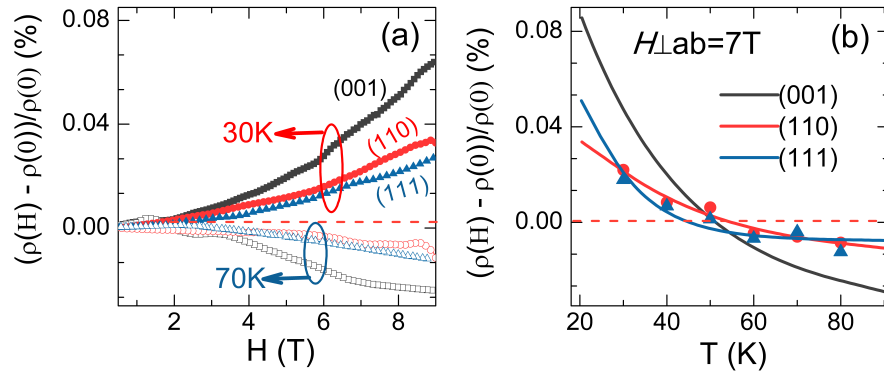 (ρ(H) - ρ(0))/ρ(0) (%)
0.08
0.04
0.00
2
4
6
8
H (T)
(a)
(001)
30K
(110)
(111)
70K
(ρ(H) - ρ(0))/ρ(0) (%)
0.08
0.04
0.00
20
40
60
80
T (K)
(b)
H⊥ab=7T
(001)
(110)
(111)